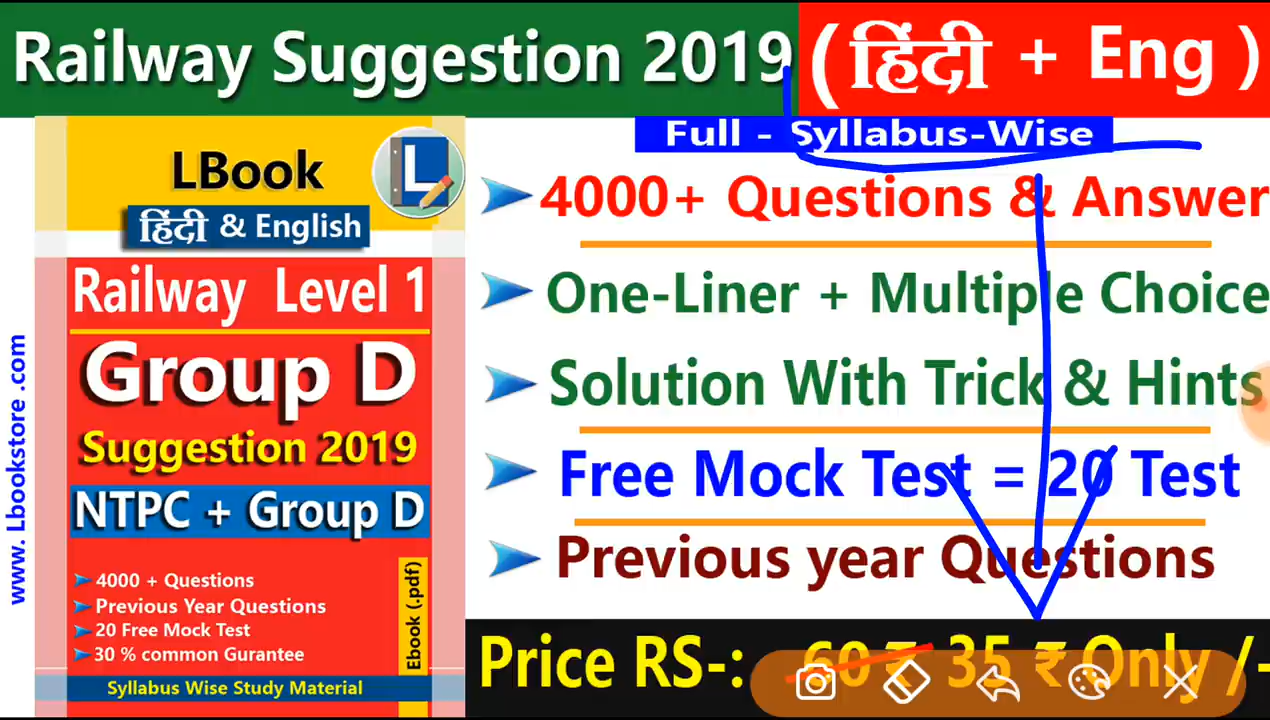 Railway Suggestion 2019 ( हिंदी + Eng )
Full - Syllabus-Wise
LBook
L
हिंदी & English
Railway Level 1
Group D
Suggestion 2019
NTPC + Group D
4000 + Questions
Previous Year Questions
20 Free Mock Test
30 % common Gurantee
Ebook (.pdf)
Syllabus Wise Study Material
www. Lbookstore .com
4000+ Questions & Answer
One-Liner + Multiple Choice
Solution With Trick & Hints
Free Mock Test = 20 Test
Previous year Questions
Price RS-: 60 ₹ 35 ₹ Only /-